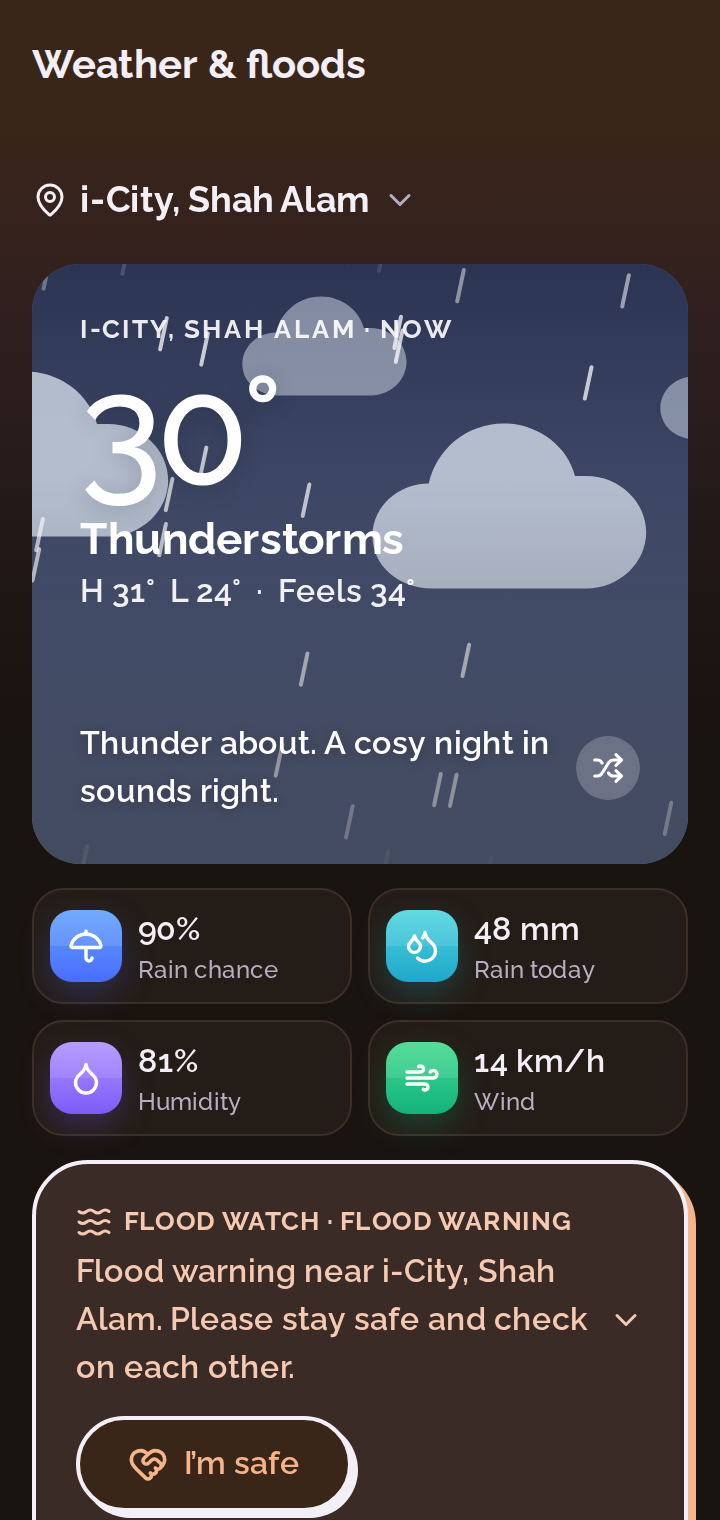 Weather & floods
i-City, Shah Alam
I-CITY, SHAH ALAM · NOW
30°
Thunderstorms
H 31° L 24° · Feels 34°
Thunder about. A cosy night in
sounds right.
90%
Rain chance
48 mm
Rain today
81%
Humidity
14 km/h
Wind
FLOOD WATCH · FLOOD WARNING
Flood warning near i-City, Shah
Alam. Please stay safe and check
on each other.
I'm safe